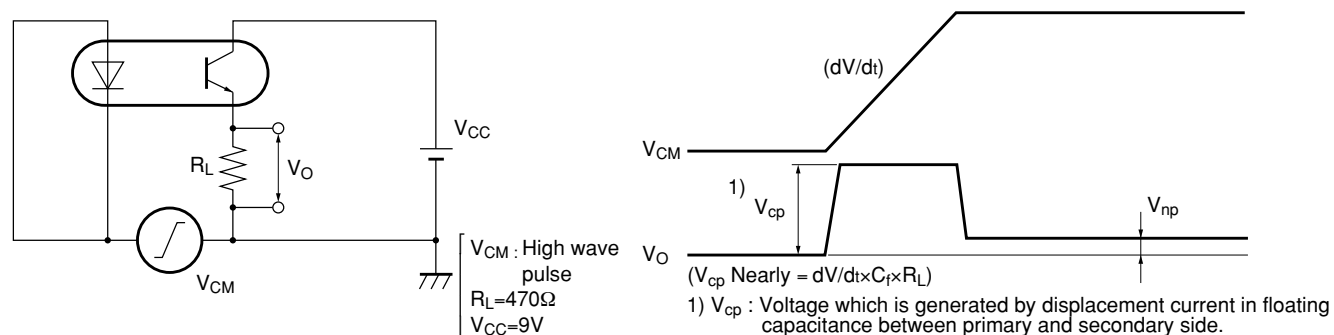 V_CC
R_L
V_O
V_CM
V_CM : High wave
pulse
R_L=470Ω
V_CC=9V
(dV/dt)
V_CM
1)
V_cp
V_np
V_O
(V_cp Nearly = dV/dt×C_f×R_L)
1) V_cp : Voltage which is generated by displacement current in floating
capacitance between primary and secondary side.